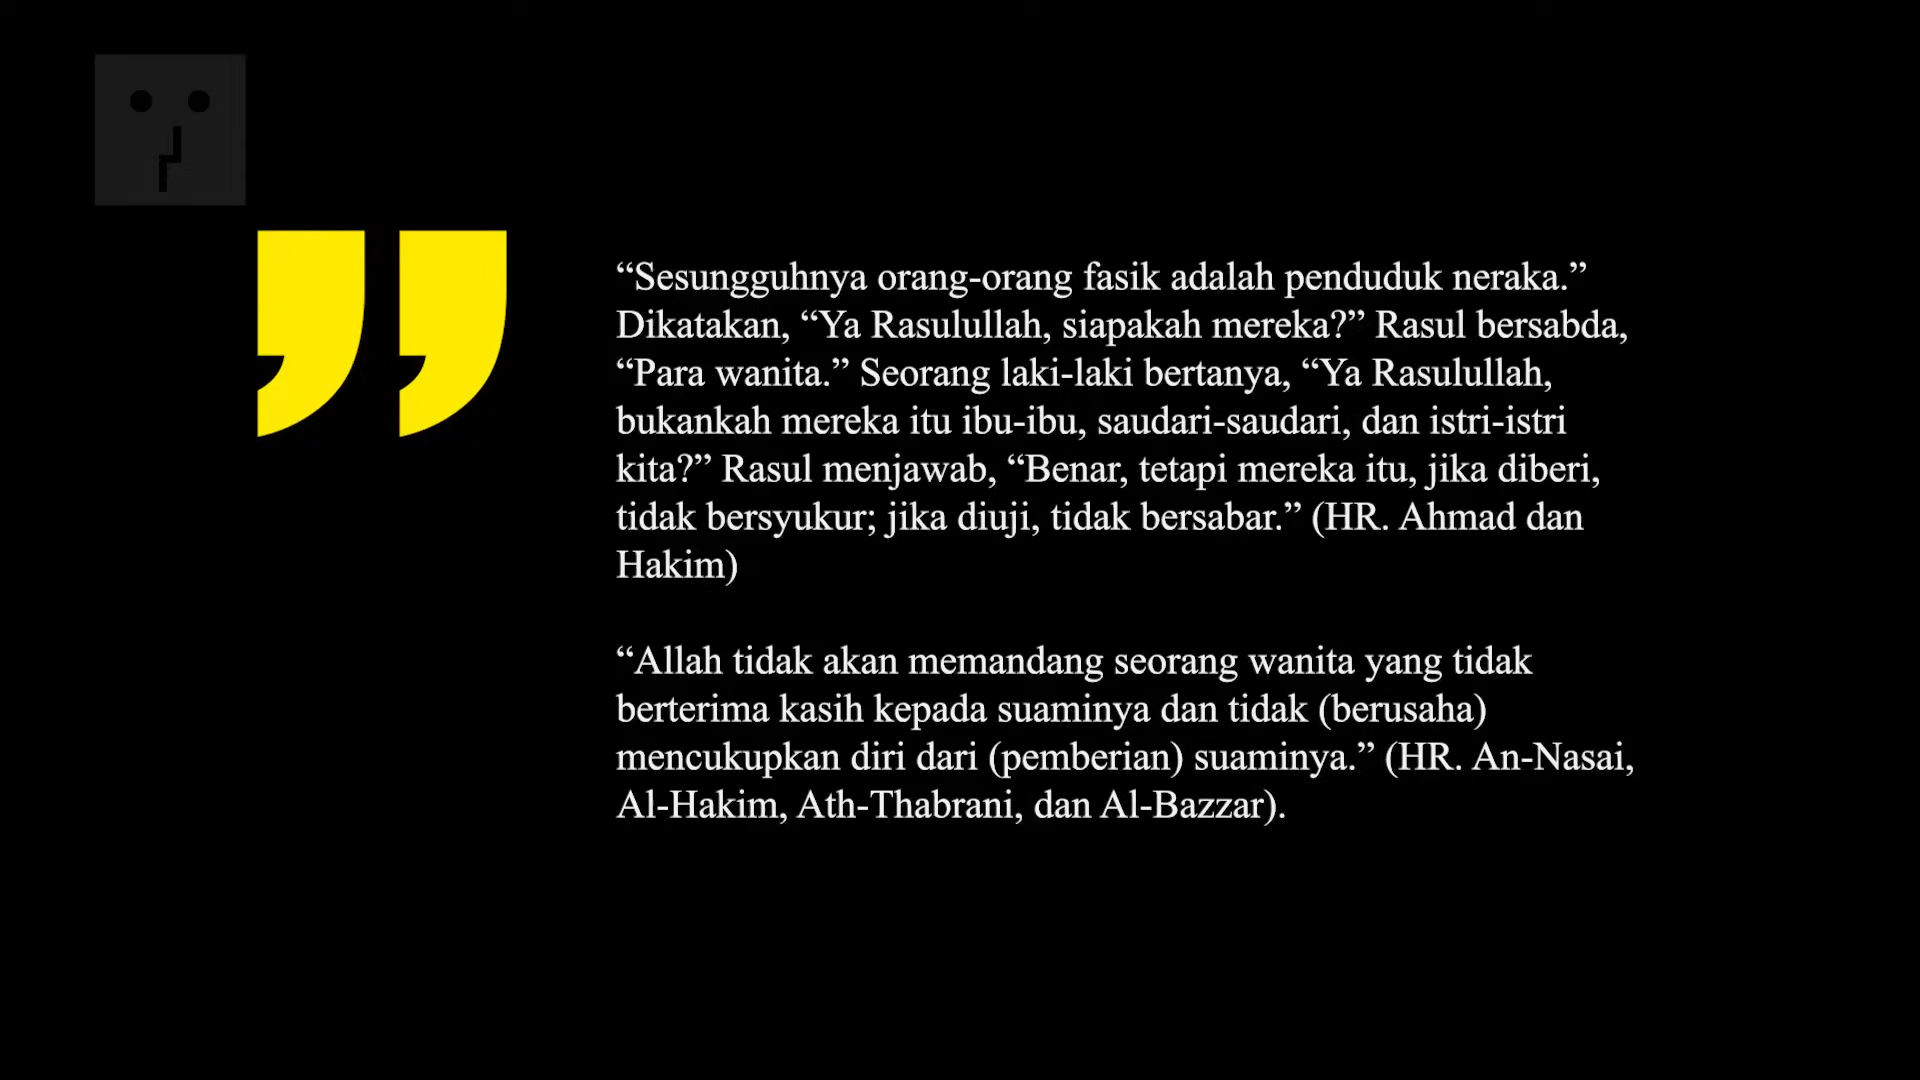 “Sesungguhnya orang-orang fasik adalah penduduk neraka.”
Dikatakan, “Ya Rasulullah, siapakah mereka?” Rasul bersabda,
“Para wanita.” Seorang laki-laki bertanya, “Ya Rasulullah,
bukankah mereka itu ibu-ibu, saudari-saudari, dan istri-istri
kita?” Rasul menjawab, “Benar, tetapi mereka itu, jika diberi,
tidak bersyukur; jika diuji, tidak bersabar.” (HR. Ahmad dan
Hakim)
“Allah tidak akan memandang seorang wanita yang tidak
berterima kasih kepada suaminya dan tidak (berusaha)
mencukupkan diri dari (pemberian) suaminya.” (HR. An-Nasai,
Al-Hakim, Ath-Thabrani, dan Al-Bazzar).